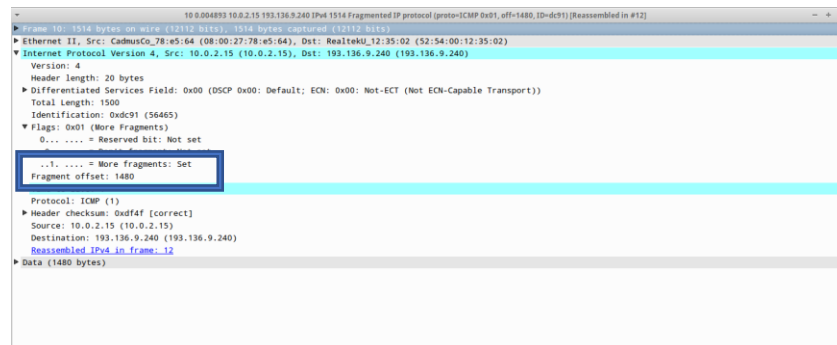 10 0.004893 10.0.2.15 193.136.9.240 IPv4 1514 Fragmented IP protocol (proto=ICMP 0x01, off=1480, ID=dc91) [Reassembled in #12]
Frame 10: 1514 bytes on wire (12112 bits), 1514 bytes captured (12112 bits)
Ethernet II, Src: CadmusCo_78:e5:64 (08:00:27:78:e5:64), Dst: RealtekU_12:35:02 (52:54:00:12:35:02)
Internet Protocol Version 4, Src: 10.0.2.15 (10.0.2.15), Dst: 193.136.9.240 (193.136.9.240)
Version: 4
Header length: 20 bytes
Differentiated Services Field: 0x00 (DSCP 0x00: Default; ECN: 0x00: Not-ECT (Not ECN-Capable Transport))
Total Length: 1500
Identification: 0xdc91 (56465)
Flags: 0x01 (More Fragments)
0... .... = Reserved bit: Not set
..1. .... = More fragments: Set
Fragment offset: 1480
Protocol: ICMP (1)
Header checksum: 0xdf4f [correct]
Source: 10.0.2.15 (10.0.2.15)
Destination: 193.136.9.240 (193.136.9.240)
Reassembled IPv4 in frame: 12
Data (1480 bytes)